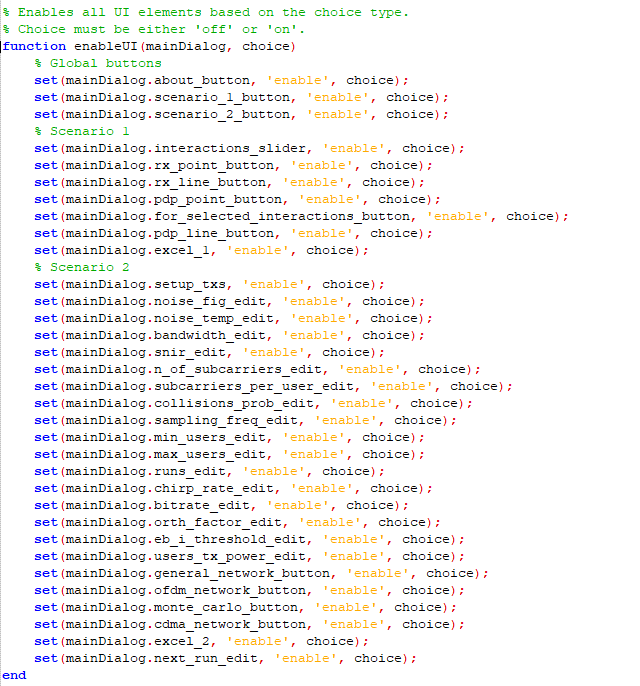 % Enables all UI elements based on the choice type.
% Choice must be either 'off' or 'on'.
function enableUI(mainDialog, choice)
    % Global buttons
    set(mainDialog.about_button, 'enable', choice);
    set(mainDialog.scenario_1_button, 'enable', choice);
    set(mainDialog.scenario_2_button, 'enable', choice);
    % Scenario 1
    set(mainDialog.interactions_slider, 'enable', choice);
    set(mainDialog.rx_point_button, 'enable', choice);
    set(mainDialog.rx_line_button, 'enable', choice);
    set(mainDialog.pdp_point_button, 'enable', choice);
    set(mainDialog.for_selected_interactions_button, 'enable', choice);
    set(mainDialog.pdp_line_button, 'enable', choice);
    set(mainDialog.excel_1, 'enable', choice);
    % Scenario 2
    set(mainDialog.setup_txs, 'enable', choice);
    set(mainDialog.noise_fig_edit, 'enable', choice);
    set(mainDialog.noise_temp_edit, 'enable', choice);
    set(mainDialog.bandwidth_edit, 'enable', choice);
    set(mainDialog.snir_edit, 'enable', choice);
    set(mainDialog.n_of_subcarriers_edit, 'enable', choice);
    set(mainDialog.subcarriers_per_user_edit, 'enable', choice);
    set(mainDialog.collisions_prob_edit, 'enable', choice);
    set(mainDialog.sampling_freq_edit, 'enable', choice);
    set(mainDialog.min_users_edit, 'enable', choice);
    set(mainDialog.max_users_edit, 'enable', choice);
    set(mainDialog.runs_edit, 'enable', choice);
    set(mainDialog.chirp_rate_edit, 'enable', choice);
    set(mainDialog.bitrate_edit, 'enable', choice);
    set(mainDialog.orth_factor_edit, 'enable', choice);
    set(mainDialog.eb_i_threshold_edit, 'enable', choice);
    set(mainDialog.users_tx_power_edit, 'enable', choice);
    set(mainDialog.general_network_button, 'enable', choice);
    set(mainDialog.ofdm_network_button, 'enable', choice);
    set(mainDialog.monte_carlo_button, 'enable', choice);
    set(mainDialog.cdma_network_button, 'enable', choice);
    set(mainDialog.excel_2, 'enable', choice);
    set(mainDialog.next_run_edit, 'enable', choice);
end